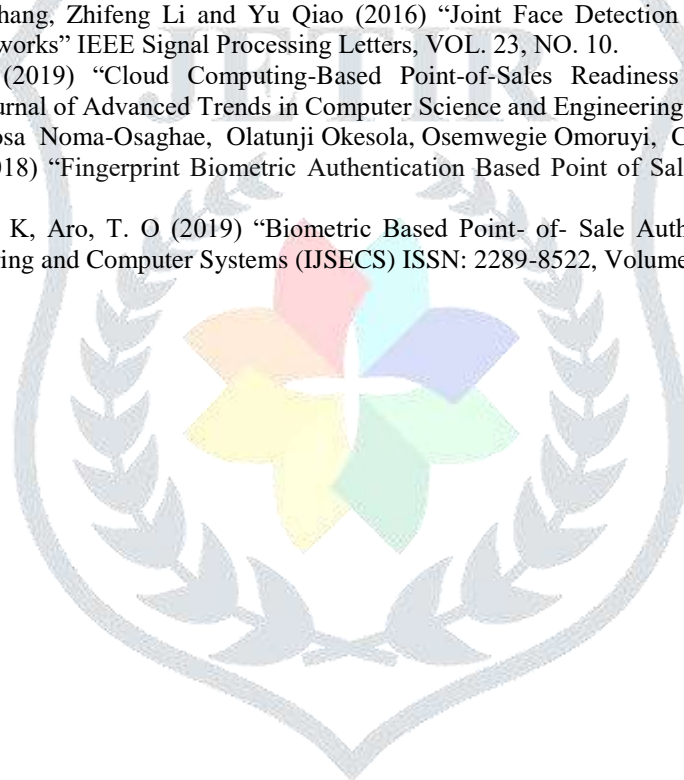 hang, Zhifeng Li and Yu Qiao (2016) “Joint Face Detection
works” IEEE Signal Processing Letters, VOL. 23, NO. 10.
(2019) “Cloud Computing-Based Point-of-Sales Readiness
urnal of Advanced Trends in Computer Science and Engineering
osa Noma-Osaghae, Olatunji Okesola, Osemwegie Omoruyi, C
018) “Fingerprint Biometric Authentication Based Point of Sal
K, Aro, T. O (2019) “Biometric Based Point- of- Sale Auth
ring and Computer Systems (IJSECS) ISSN: 2289-8522, Volume
JETIR